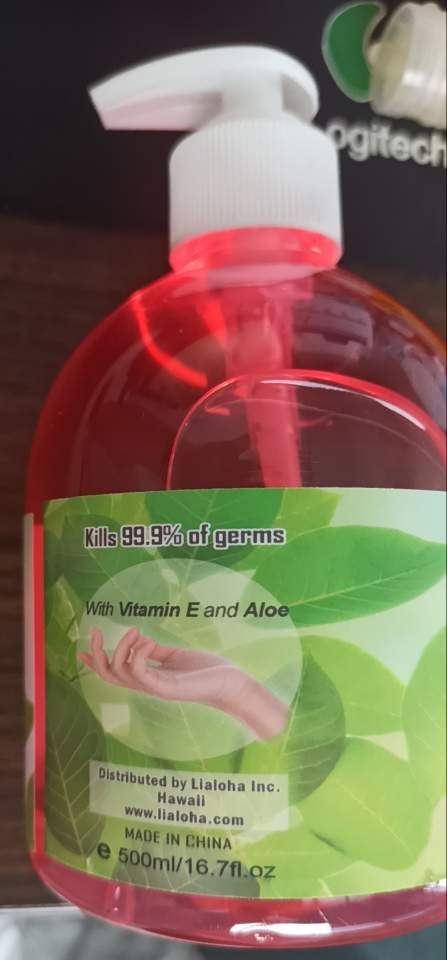 ogitech
Kills 99.9% of germs
With Vitamin E and Aloe
Distributed by Lialoha Inc.
Hawaii
www.lialoha.com
MADE IN CHINA
e 500ml/16.7fl.oz